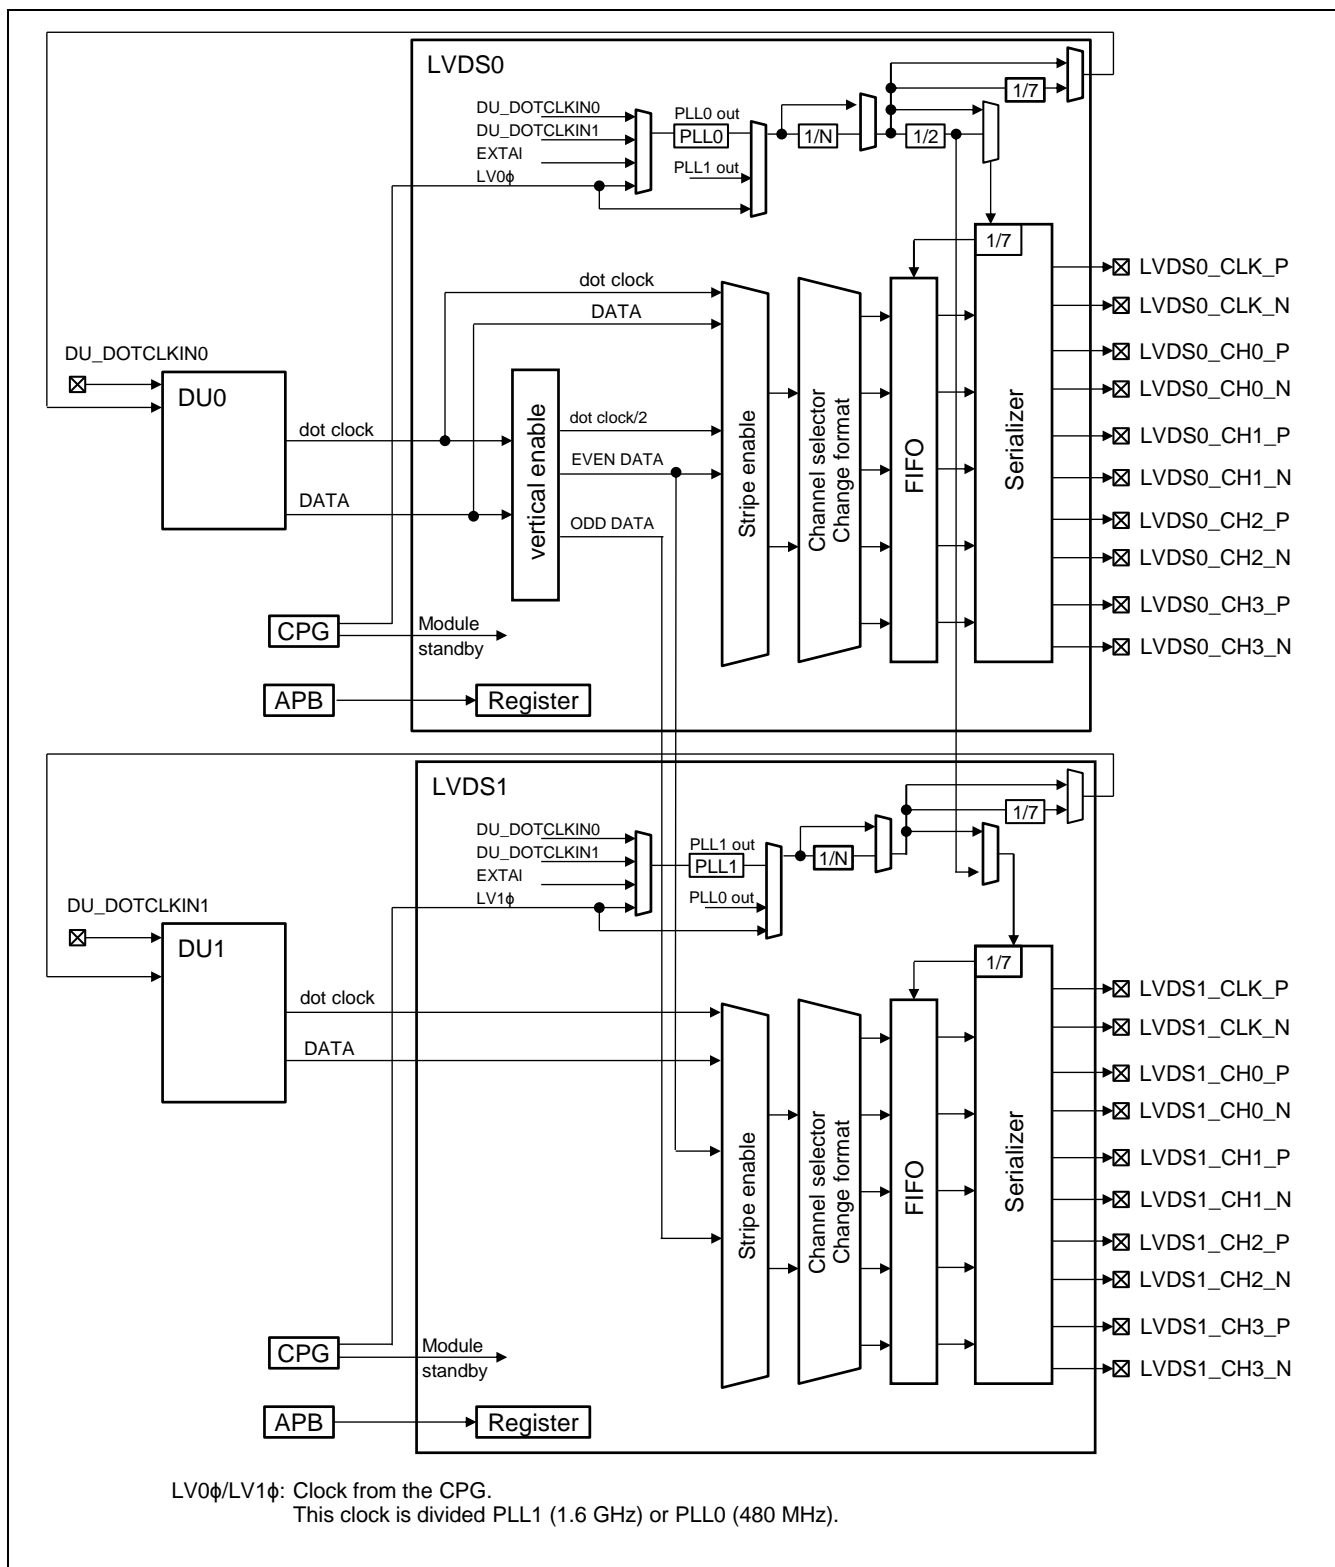 LVDS0
DU_DOTCLKIN0
DU_DOTCLKIN1
EXTAI
LV0ϕ
PLL0 out
PLL0
PLL1 out
1/N
1/2
1/7
1/7
dot clock
DATA
DU_DOTCLKIN0
DU0
dot clock
DATA
vertical enable
dot clock/2
EVEN DATA
ODD DATA
Stripe enable
Channel selector
Change format
FIFO
Serializer
LVDS0_CLK_P
LVDS0_CLK_N
LVDS0_CH0_P
LVDS0_CH0_N
LVDS0_CH1_P
LVDS0_CH1_N
LVDS0_CH2_P
LVDS0_CH2_N
LVDS0_CH3_P
LVDS0_CH3_N
CPG
Module
standby
APB
Register
LVDS1
DU_DOTCLKIN0
DU_DOTCLKIN1
EXTAI
LV1ϕ
PLL1 out
PLL1
PLL0 out
1/N
1/7
1/7
DU_DOTCLKIN1
DU1
dot clock
DATA
Stripe enable
Channel selector
Change format
FIFO
Serializer
LVDS1_CLK_P
LVDS1_CLK_N
LVDS1_CH0_P
LVDS1_CH0_N
LVDS1_CH1_P
LVDS1_CH1_N
LVDS1_CH2_P
LVDS1_CH2_N
LVDS1_CH3_P
LVDS1_CH3_N
CPG
Module
standby
APB
Register
LV0ϕ/LV1ϕ: Clock from the CPG.
This clock is divided PLL1 (1.6 GHz) or PLL0 (480 MHz).